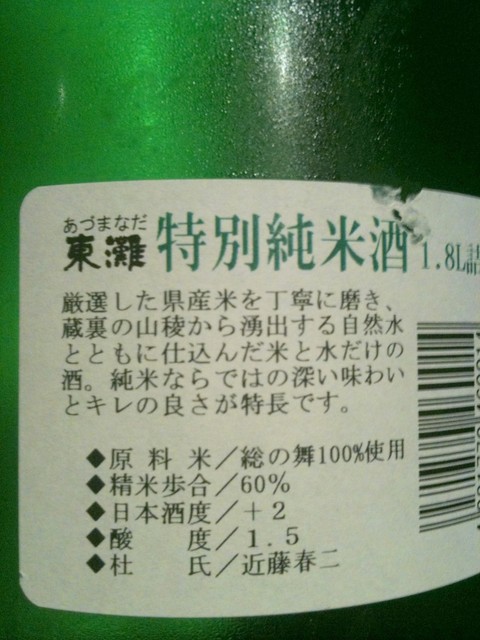 あづまなだ
東灘 特別純米酒 1.8L詰
厳選した県産米を丁寧に磨き、
蔵裏の山稜から湧出する自然水
とともに仕込んだ米と水だけの
酒。純米ならではの深い味わい
とキレの良さが特長です。
◆原料米/総の舞100%使用
◆精米歩合/60%
◆日本酒度/+2
◆酸度/1.5
◆杜氏/近藤春二